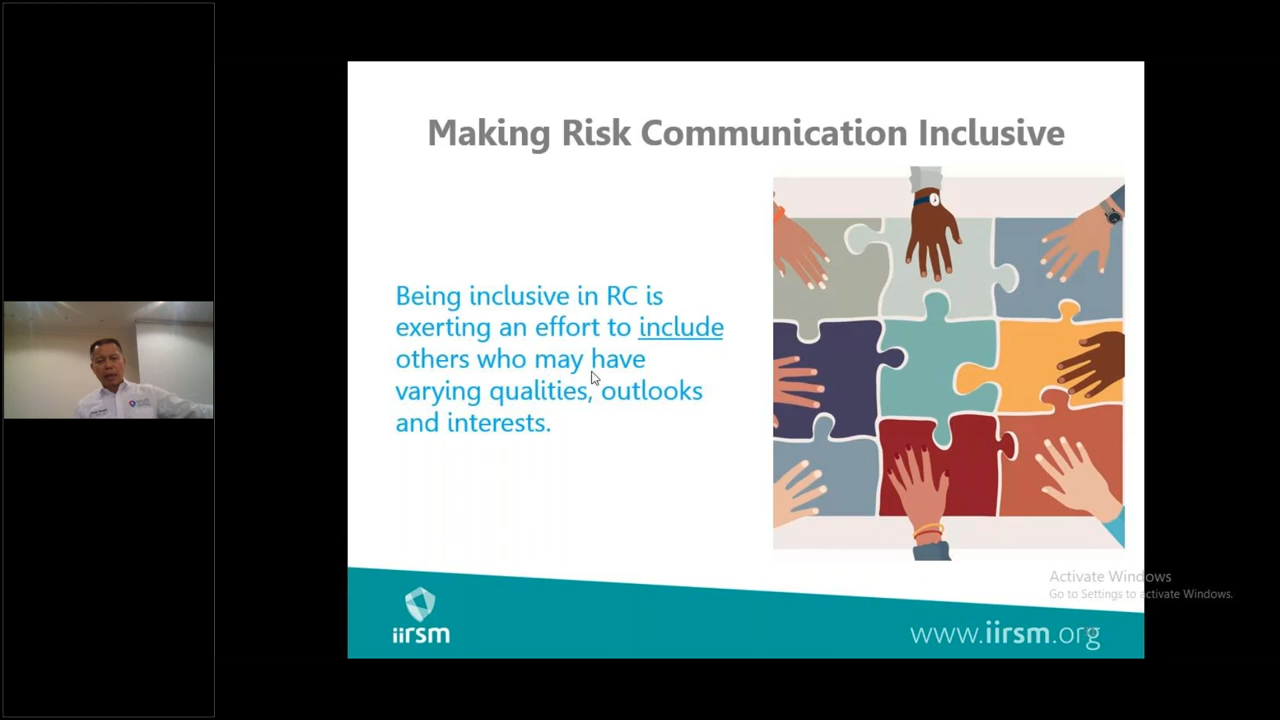 Making Risk Communication Inclusive
Being inclusive in RC is
exerting an effort to include
others who may have
varying qualities, outlooks
and interests.
Activate Windows
Go to Settings to activate Windows.
iirsm
www.iirsm.org